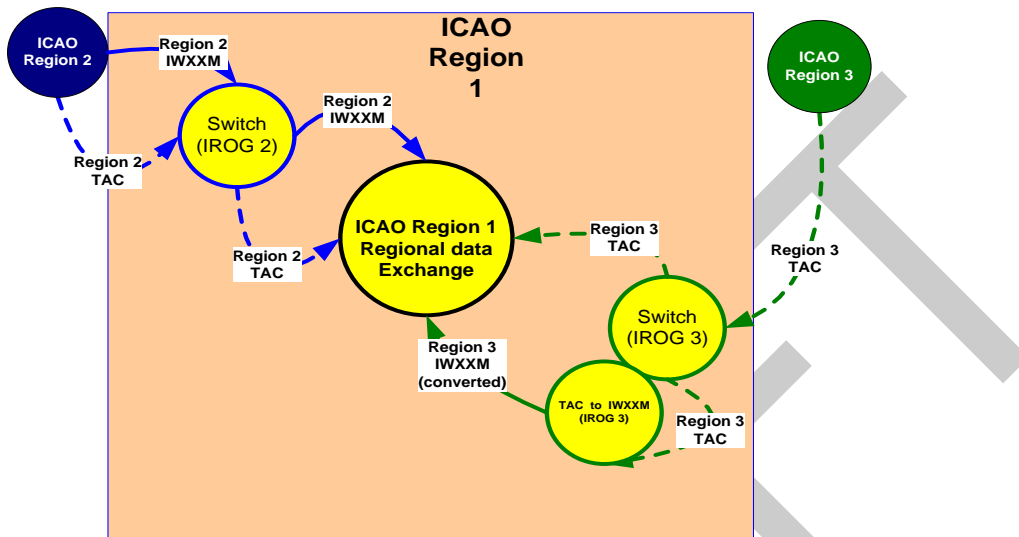 ICAO
Region
1
ICAO
Region 2
Region 2
IWXXM
ICAO
Region 3
Switch
(IROG 2)
Region 2
IWXXM
Region 2
TAC
ICAO Region 1
Regional data
Exchange
Region 2
TAC
Region 3
TAC
Region 3
TAC
Switch
(IROG 3)
Region 3
IWXXM
(converted)
TAC to IWXXM
(IROG 3)
Region 3
TAC